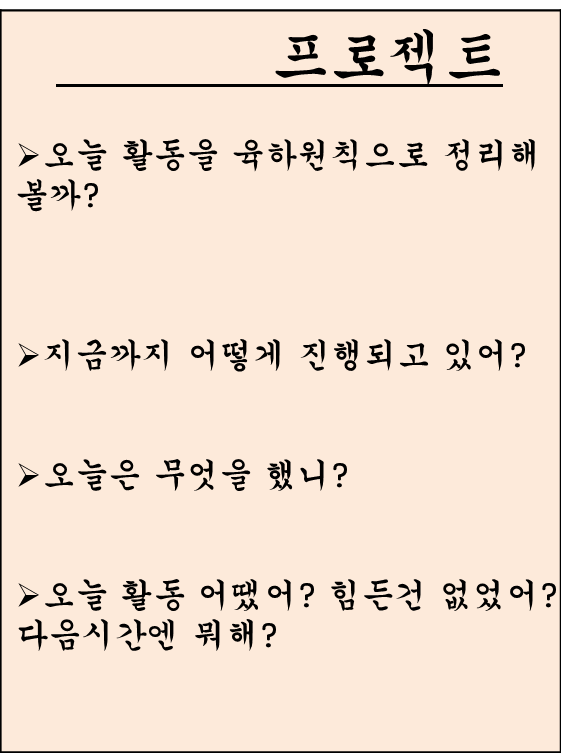 프로젝트
➢오늘 활동을 육하원칙으로 정리해
볼까?
➢지금까지 어떻게 진행되고 있어?
➢오늘은 무엇을 했니?
➢오늘 활동 어땠어? 힘든건 없었어?
다음시간엔 뭐해?